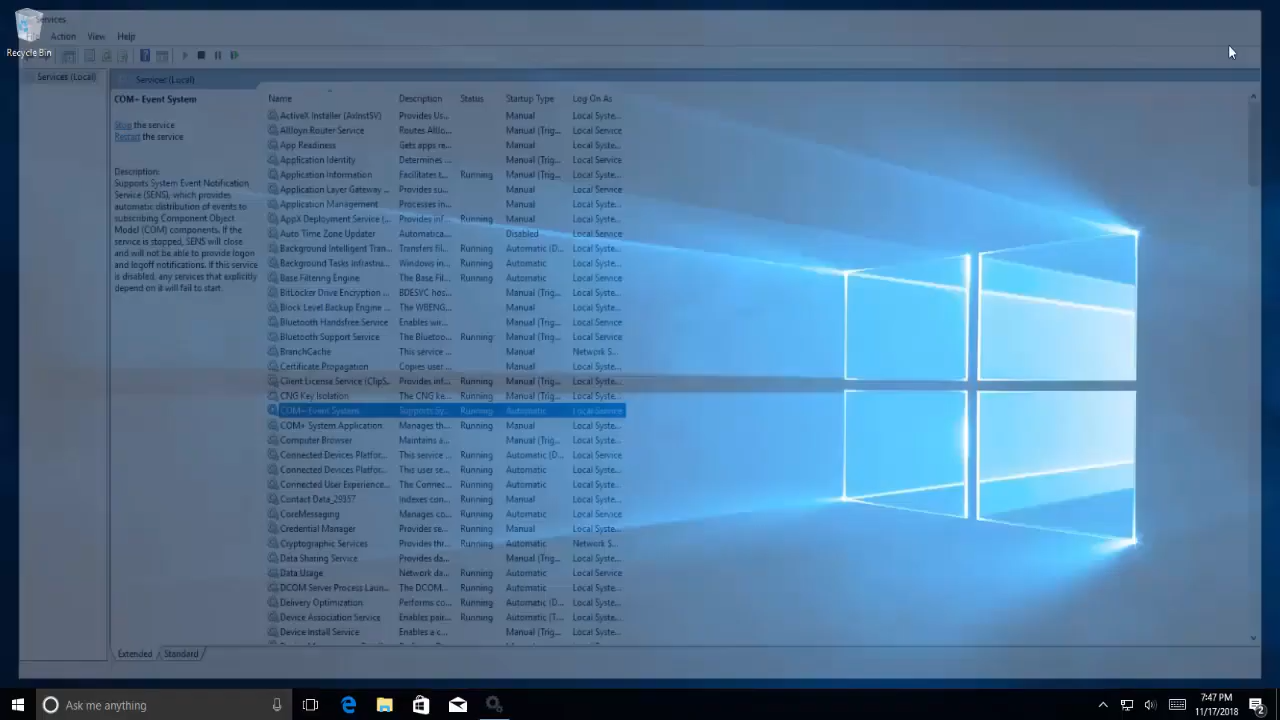 Services
Action View Help
Recycle Bin
Services (Local)
Services (Local)
COM+ Event System
Stop the service
Restart the service
Description:
Supports System Event Notification
Service (SENS), which provides
automatic distribution of events to
subscribing Component Object
Model (COM) components. If the
service is stopped, SENS will close
and will not be able to provide logon
and logoff notifications. If this service
is disabled, any services that explicitly
depend on it will fail to start.
Name Description Status Startup Type Log On As
ActiveX Installer (AxInstSV) Provides Us... Manual Local Syste...
AllJoyn Router Service Routes AllJo... Manual (Trig... Local Service
App Readiness Gets apps re... Manual Local Syste...
Application Identity Determines ... Manual (Trig... Local Service
Application Information Facilitates t... Running Manual (Trig... Local Syste...
Application Layer Gateway ... Provides su... Manual Local Service
Application Management Processes in... Manual Local Syste...
AppX Deployment Service (... Provides inf... Running Manual Local Syste...
Auto Time Zone Updater Automatica... Disabled Local Service
Background Intelligent Tran... Transfers fil... Running Automatic (D... Local Syste...
Background Tasks Infrastru... Windows in... Running Automatic Local Syste...
Base Filtering Engine The Base Fil... Running Automatic Local Service
BitLocker Drive Encryption ... BDESVC hos... Manual (Trig... Local Syste...
Block Level Backup Engine ... The WBENG... Manual Local Syste...
Bluetooth Handsfree Service Enables wir... Manual (Trig... Local Service
Bluetooth Support Service The Bluetoo... Running Manual (Trig... Local Service
BranchCache This service ... Manual Network S...
Certificate Propagation Copies user ... Manual Local Syste...
Client License Service (ClipS... Provides inf... Running Manual (Trig... Local Syste...
CNG Key Isolation The CNG ke... Running Manual (Trig... Local Syste...
COM+ Event System Supports Sy... Running Automatic Local Service
COM+ System Application Manages th... Running Manual Local Syste...
Computer Browser Maintains a... Running Manual (Trig... Local Syste...
Connected Devices Platfor... This service ... Running Automatic (D... Local Service
Connected Devices Platfor... This user se... Running Automatic Local Syste...
Connected User Experience... The Connec... Running Automatic Local Syste...
Contact Data_29357 Indexes con... Running Manual Local Syste...
CoreMessaging Manages co... Running Automatic Local Service
Credential Manager Provides se... Running Manual Local Syste...
Cryptographic Services Provides thr... Running Automatic Network S...
Data Sharing Service Provides da... Manual (Trig... Local Syste...
Data Usage Network da... Running Automatic Local Service
DCOM Server Process Laun... The DCOM... Running Automatic Local Syste...
Delivery Optimization Performs co... Running Automatic (D... Local Syste...
Device Association Service Enables pair... Running Automatic (T... Local Syste...
Device Install Service Enables a c... Manual (Trig... Local Syste...
Extended Standard
Ask me anything
7:47 PM
11/17/2018
2